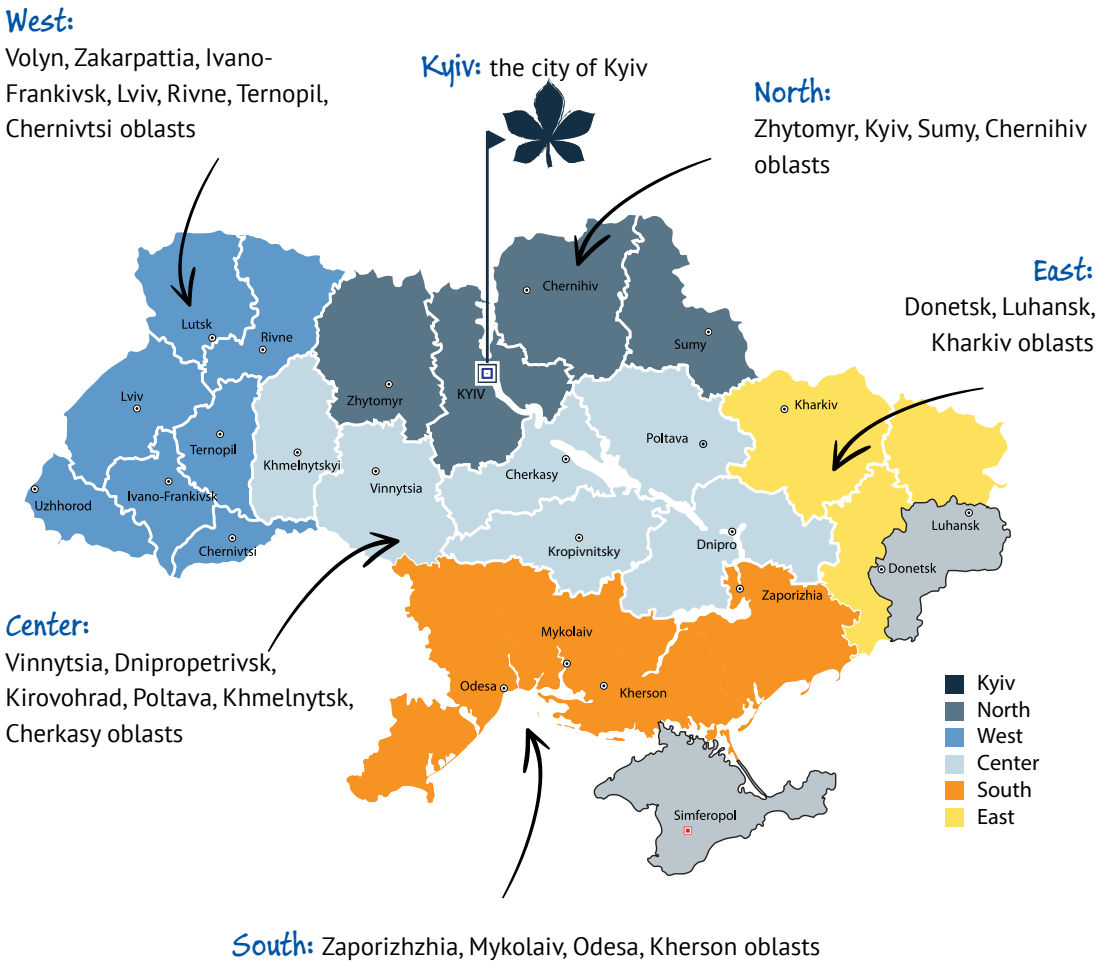 West:
Volyn, Zakarpattia, Ivano-
Frankivsk, Lviv, Rivne, Ternopil,
Chernivtsi oblasts
Kyiv: the city of Kyiv
North:
Zhytomyr, Kyiv, Sumy, Chernihiv
oblasts
East:
Donetsk, Luhansk,
Kharkiv oblasts
Chernihiv
Lutsk
Rivne
Sumy
KYIV
Zhytomyr
Lviv
Kharkiv
Ternopil
Khmelnytskyi
Poltava
Cherkasy
Vinnytsia
Ivano-Frankivsk
Uzhhorod
Luhansk
Chernivtsi
Kropivnitsky
Dnipro
Donetsk
Zaporizhia
Mykolaiv
Odesa
Kherson
Simferopol
Center:
Vinnytsia, Dnipropetrivsk,
Kirovohrad, Poltava, Khmelnytsk,
Cherkasy oblasts
Kyiv
North
West
Center
South
East
South: Zaporizhzhia, Mykolaiv, Odesa, Kherson oblasts